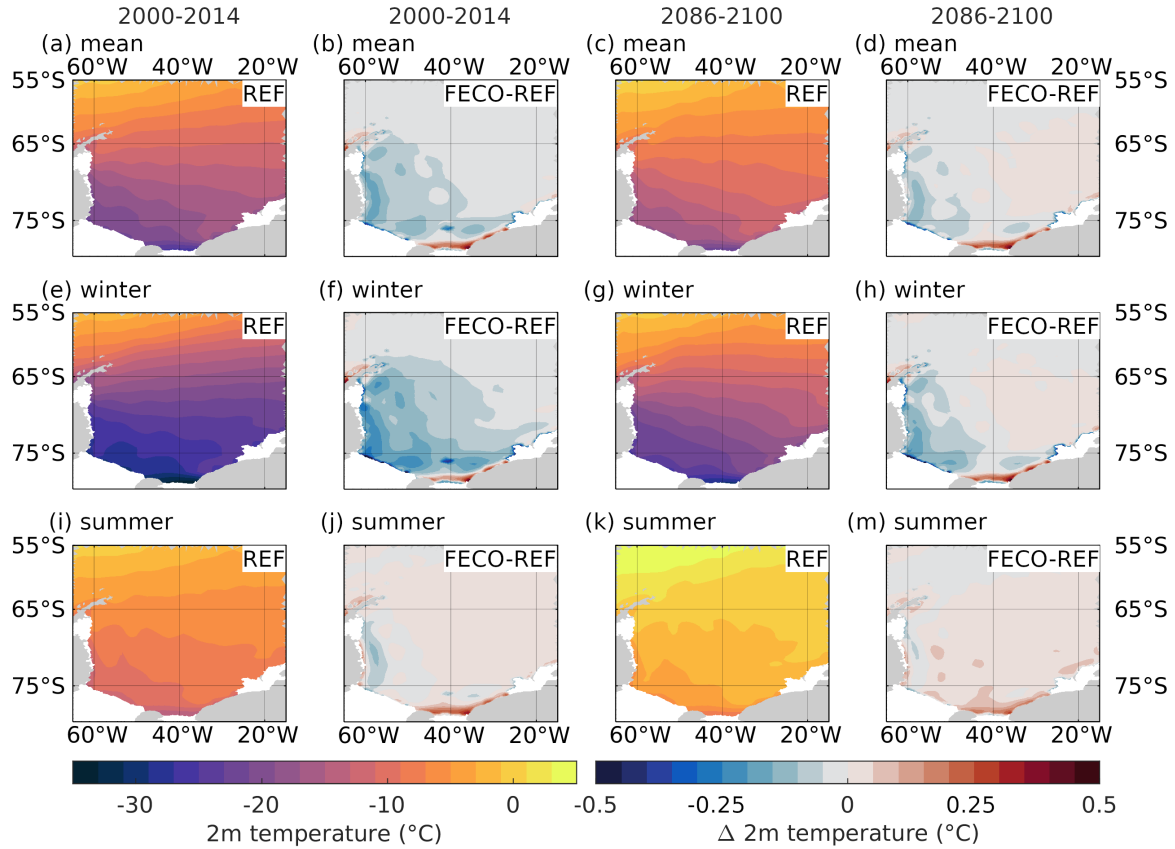 2000-2014 2000-2014 2086-2100 2086-2100
(a) mean (b) mean (c) mean (d) mean
60°W 40°W 20°W 60°W 40°W 20°W 60°W 40°W 20°W 60°W 40°W 20°W
55°S REF FECO-REF REF FECO-REF 55°S
65°S 65°S
75°S 75°S
(e) winter (f) winter (g) winter (h) winter
55°S REF FECO-REF REF FECO-REF 55°S
65°S 65°S
75°S 75°S
(i) summer (j) summer (k) summer (m) summer
55°S REF FECO-REF REF FECO-REF 55°S
65°S 65°S
75°S 75°S
60°W 40°W 20°W 60°W 40°W 20°W 60°W 40°W 20°W 60°W 40°W 20°W
-30 -20 -10 0 -0.5 -0.25 0 0.25 0.5
2m temperature (°C) Δ 2m temperature (°C)